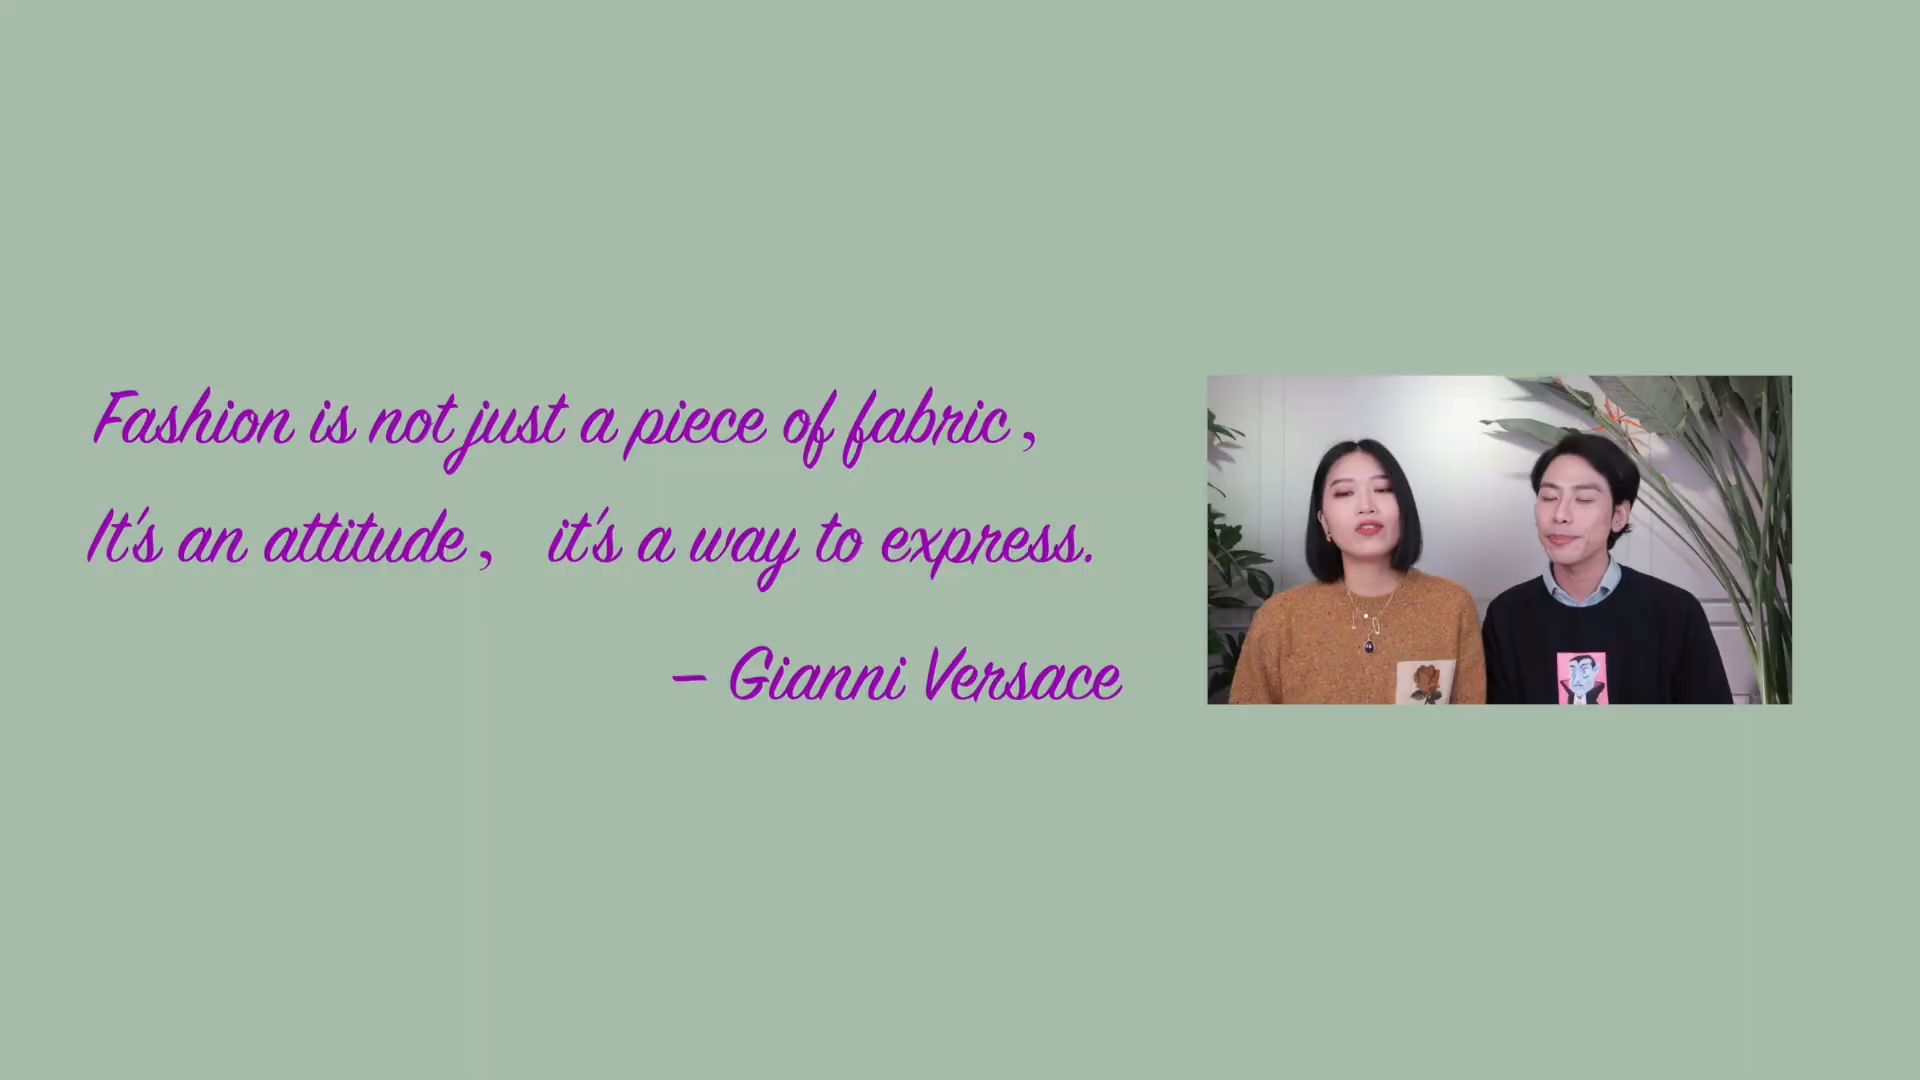 Fashion is not just a piece of fabric,
It's an attitude, it's a way to express.
- Gianni Versace